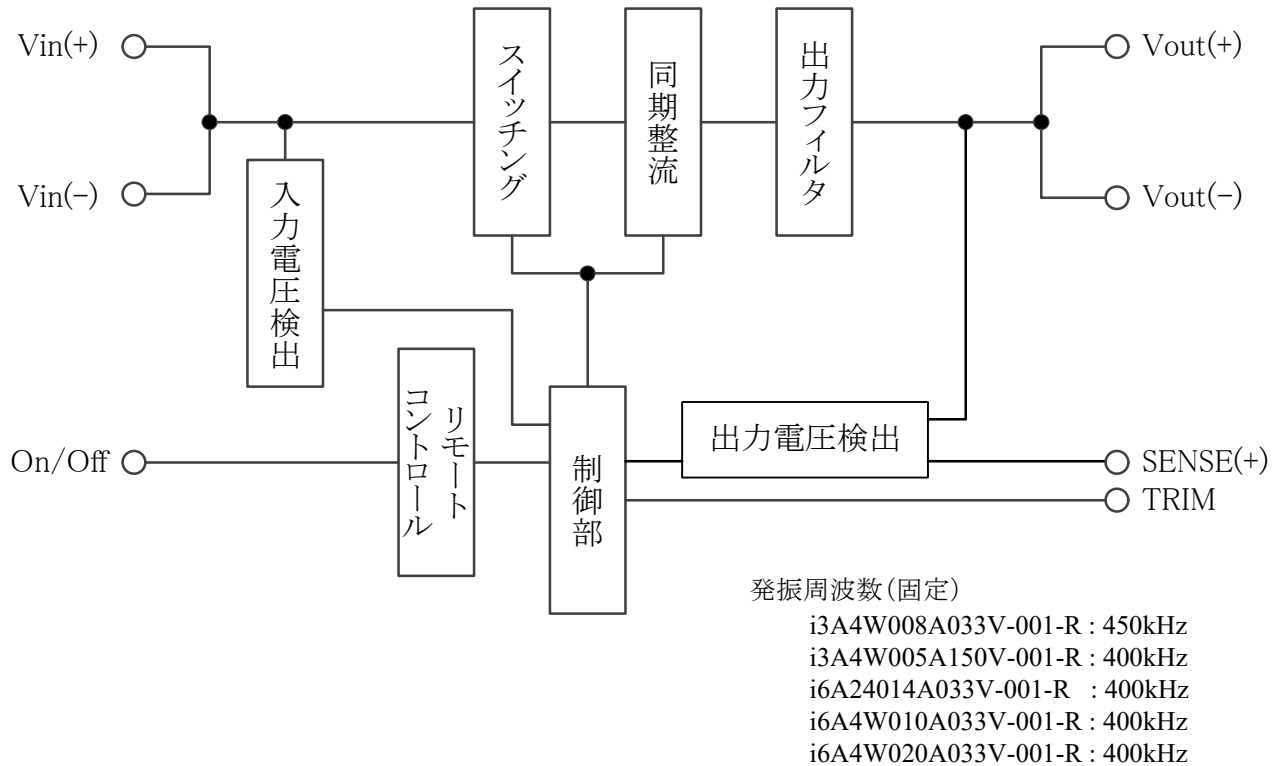 Vin(+)
Vin(−)
On/Off
入力電圧検出
リモート
コントロール
スイッチング
同期整流
出力フィルタ
制御部
出力電圧検出
Vout(+)
Vout(−)
SENSE(+)
TRIM
発振周波数(固定)
i3A4W008A033V-001-R : 450kHz
i3A4W005A150V-001-R : 400kHz
i6A24014A033V-001-R : 400kHz
i6A4W010A033V-001-R : 400kHz
i6A4W020A033V-001-R : 400kHz